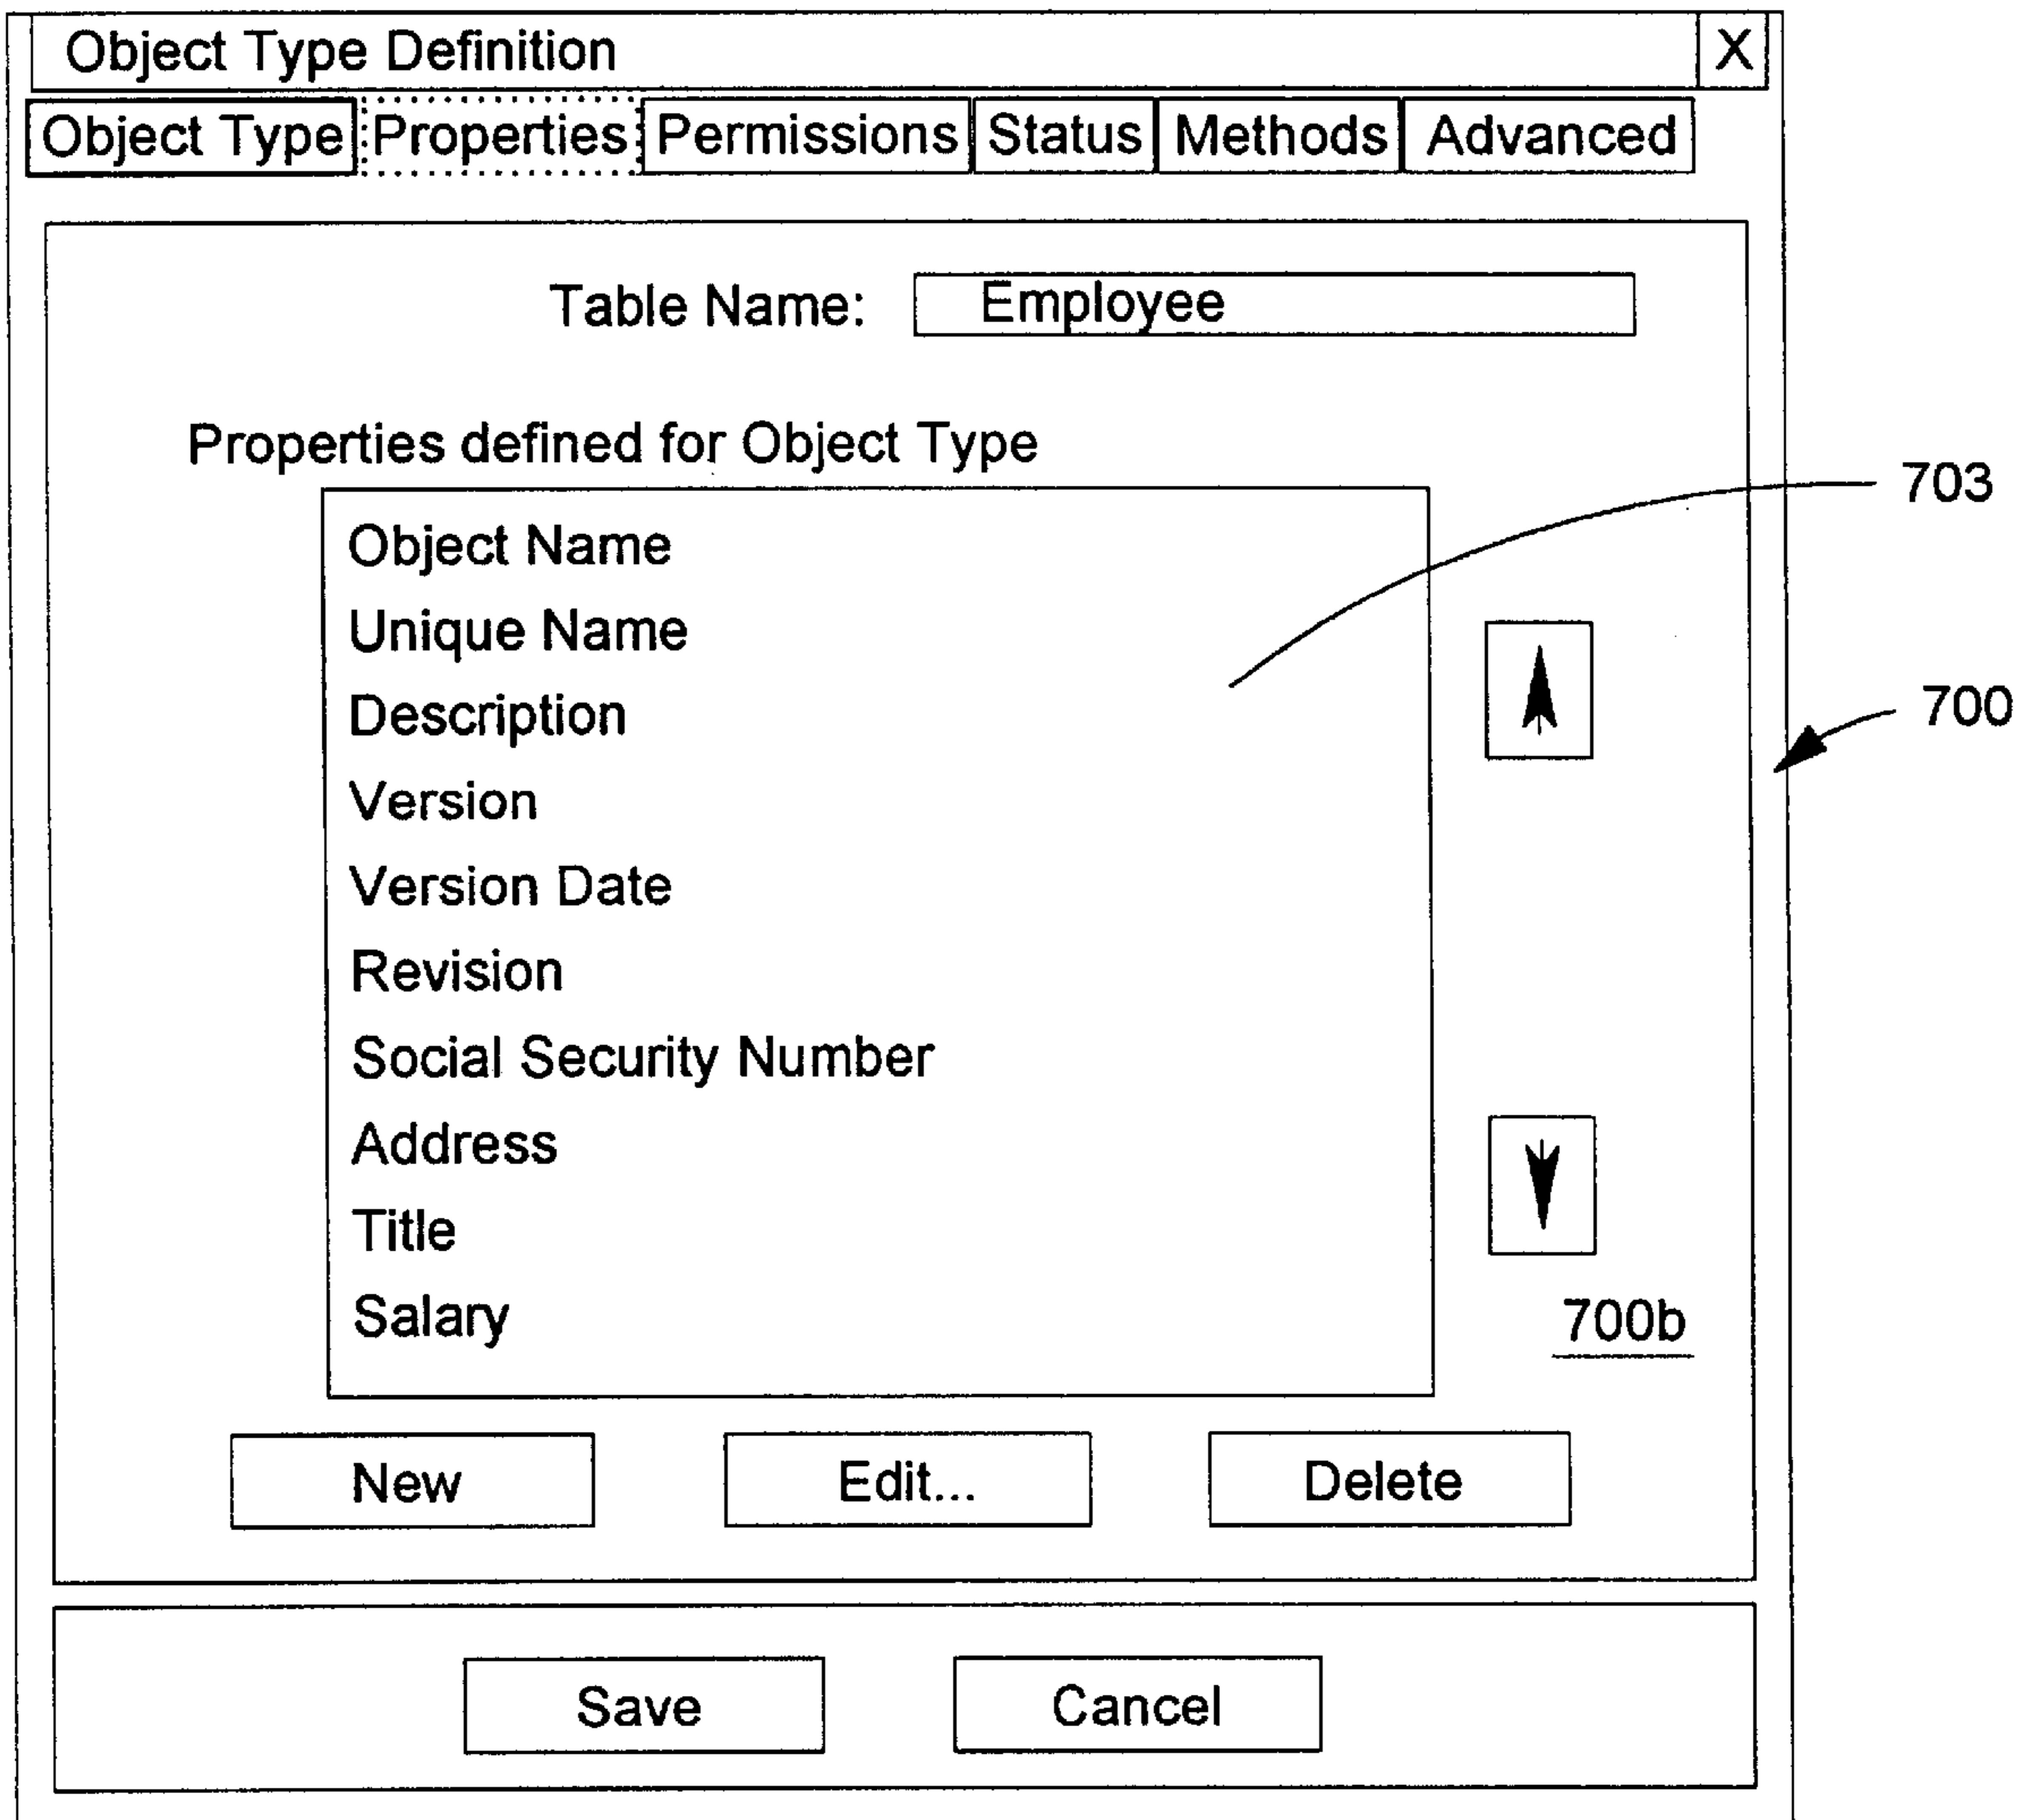 Object Type Definition X
Object Type Properties Permissions Status Methods Advanced
Table Name: Employee
Properties defined for Object Type
703
Object Name
Unique Name
700
Description
Version
Version Date
Revision
Social Security Number
Address
Title
Salary
700b
New Edit... Delete
Save Cancel